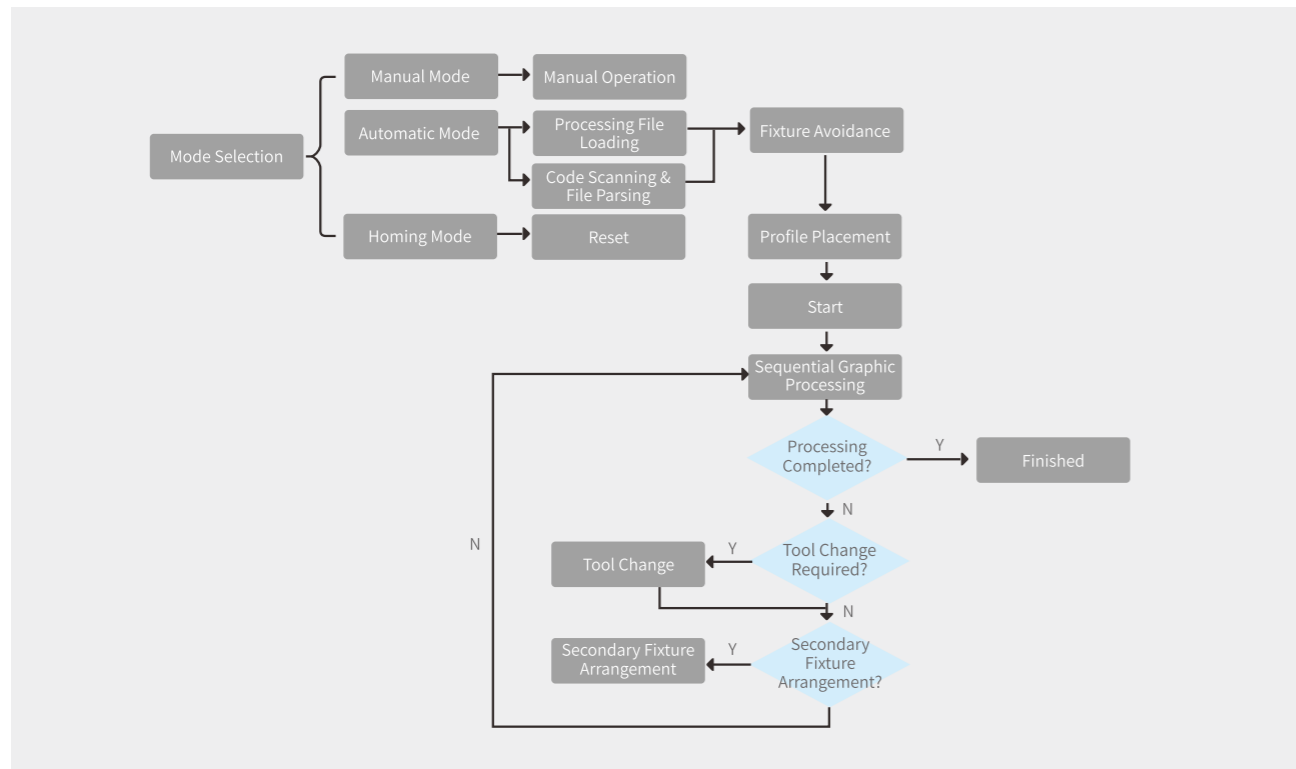 Manual Mode
Manual Operation
Automatic Mode
Processing File
Loading
Fixture Avoidance
Mode Selection
Code Scanning &
File Parsing
Homing Mode
Reset
Profile Placement
Start
Sequential Graphic
Processing
Processing
Completed?
Y
Finished
N
N
Tool Change
Required?
Y
Tool Change
N
Secondary
Fixture
Arrangement?
Y
Secondary Fixture
Arrangement